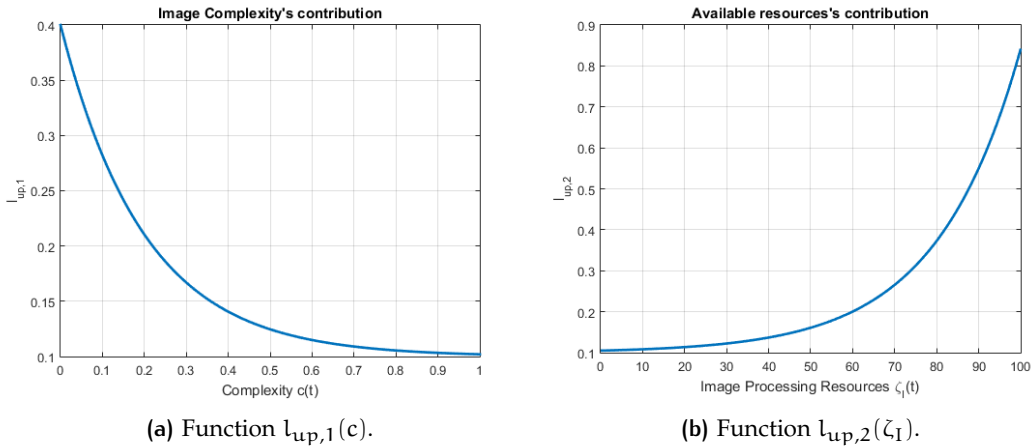 Image Complexity's contribution
0.4
0.35
0.3
0.25
0.2
0.15
0.1
l_up,1
0 0.1 0.2 0.3 0.4 0.5 0.6 0.7 0.8 0.9 1
Complexity c(t)
(a) Function l_up,1(c).
Available resources's contribution
0.9
0.8
0.7
0.6
0.5
0.4
0.3
0.2
0.1
l_up,2
0 10 20 30 40 50 60 70 80 90 100
Image Processing Resources ζ_I(t)
(b) Function l_up,2(ζ_I).